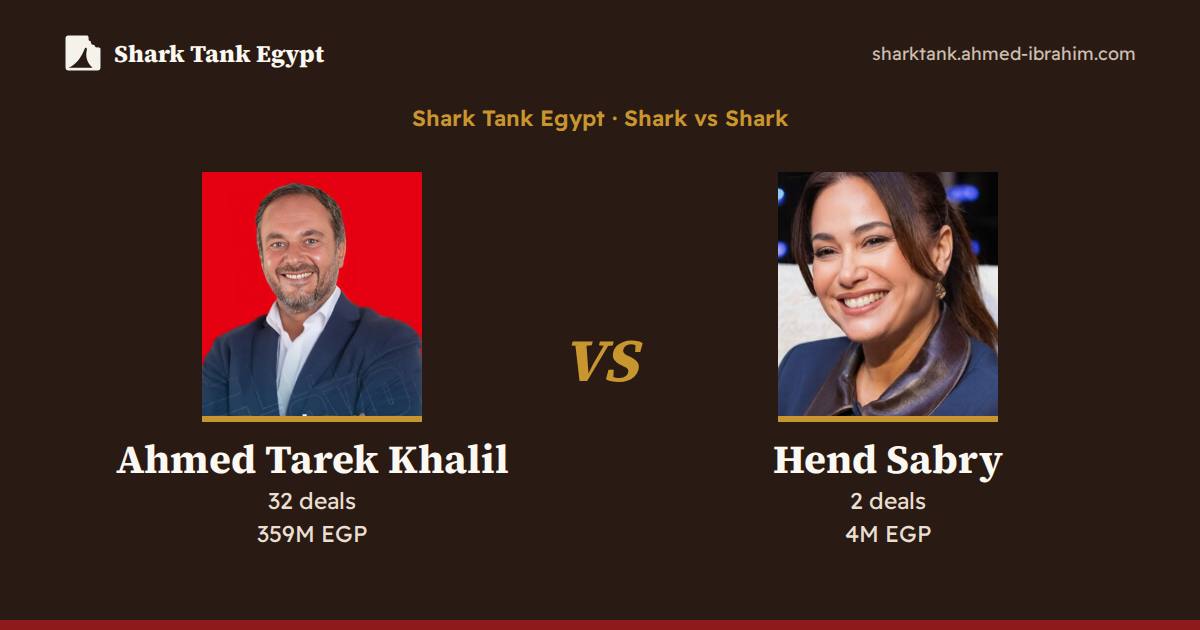 Shark Tank Egypt
sharktank.ahmed-ibrahim.com
Shark Tank Egypt · Shark vs Shark
VS
Ahmed Tarek Khalil
32 deals
359M EGP
Hend Sabry
2 deals
4M EGP